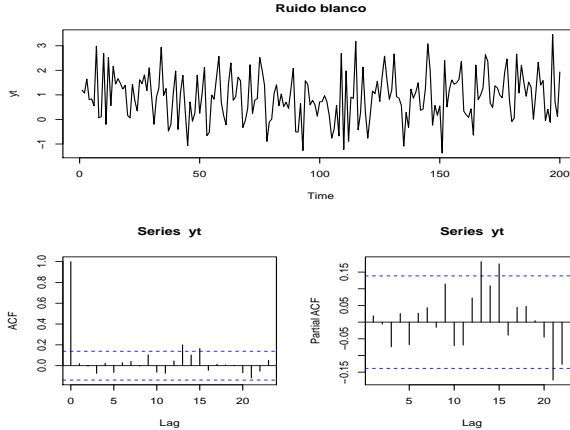 Ruido blanco
yt
3
2
1
0
−1
0 50 100 150 200
Time
Series yt
ACF
1.0
0.8
0.6
0.4
0.2
0.0
0 5 10 15 20
Lag
Series yt
Partial ACF
0.15
0.05
−0.05
−0.15
5 10 15 20
Lag